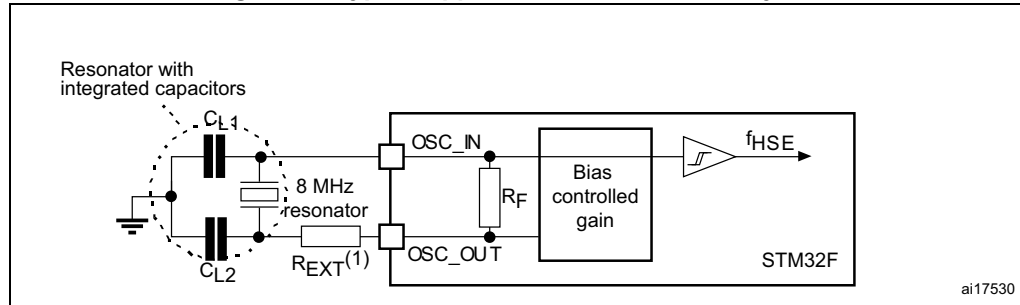 Resonator with
integrated capacitors
CL1
OSC_IN
fHSE
8 MHz
resonator
RF
Bias
controlled
gain
REXT(1)
OSC_OUT
STM32F
CL2
ai17530